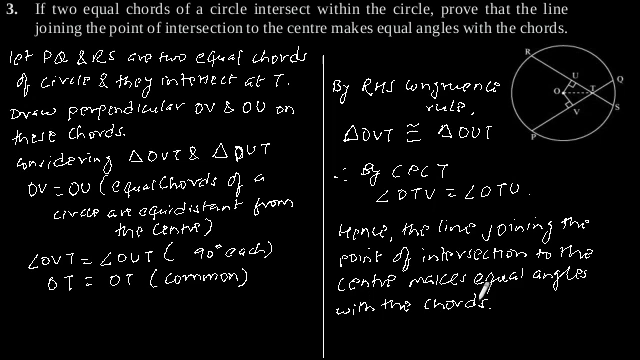 3. If two equal chords of a circle intersect within the circle, prove that the line
joining the point of intersection to the centre makes equal angles with the chords.
let PQ & RS are two equal chords
of circle & they intersect at T.
Draw perpendicular OV & OU on
these chords.
Considering △OVT & △OUT
OV = OU (equal chords of a
circle are equidistant from
the centre)
∠OVT = ∠OUT ( 90° each)
OT = OT (common)
By RHS congruence
rule,
△OVT ≅ △OUT
∴ By CPCT
∠OTV = ∠OTU.
Hence, the line joining the
point of intersection to the
centre makes equal angles
with the chords.
R
U
Q
O
T
S
V
P